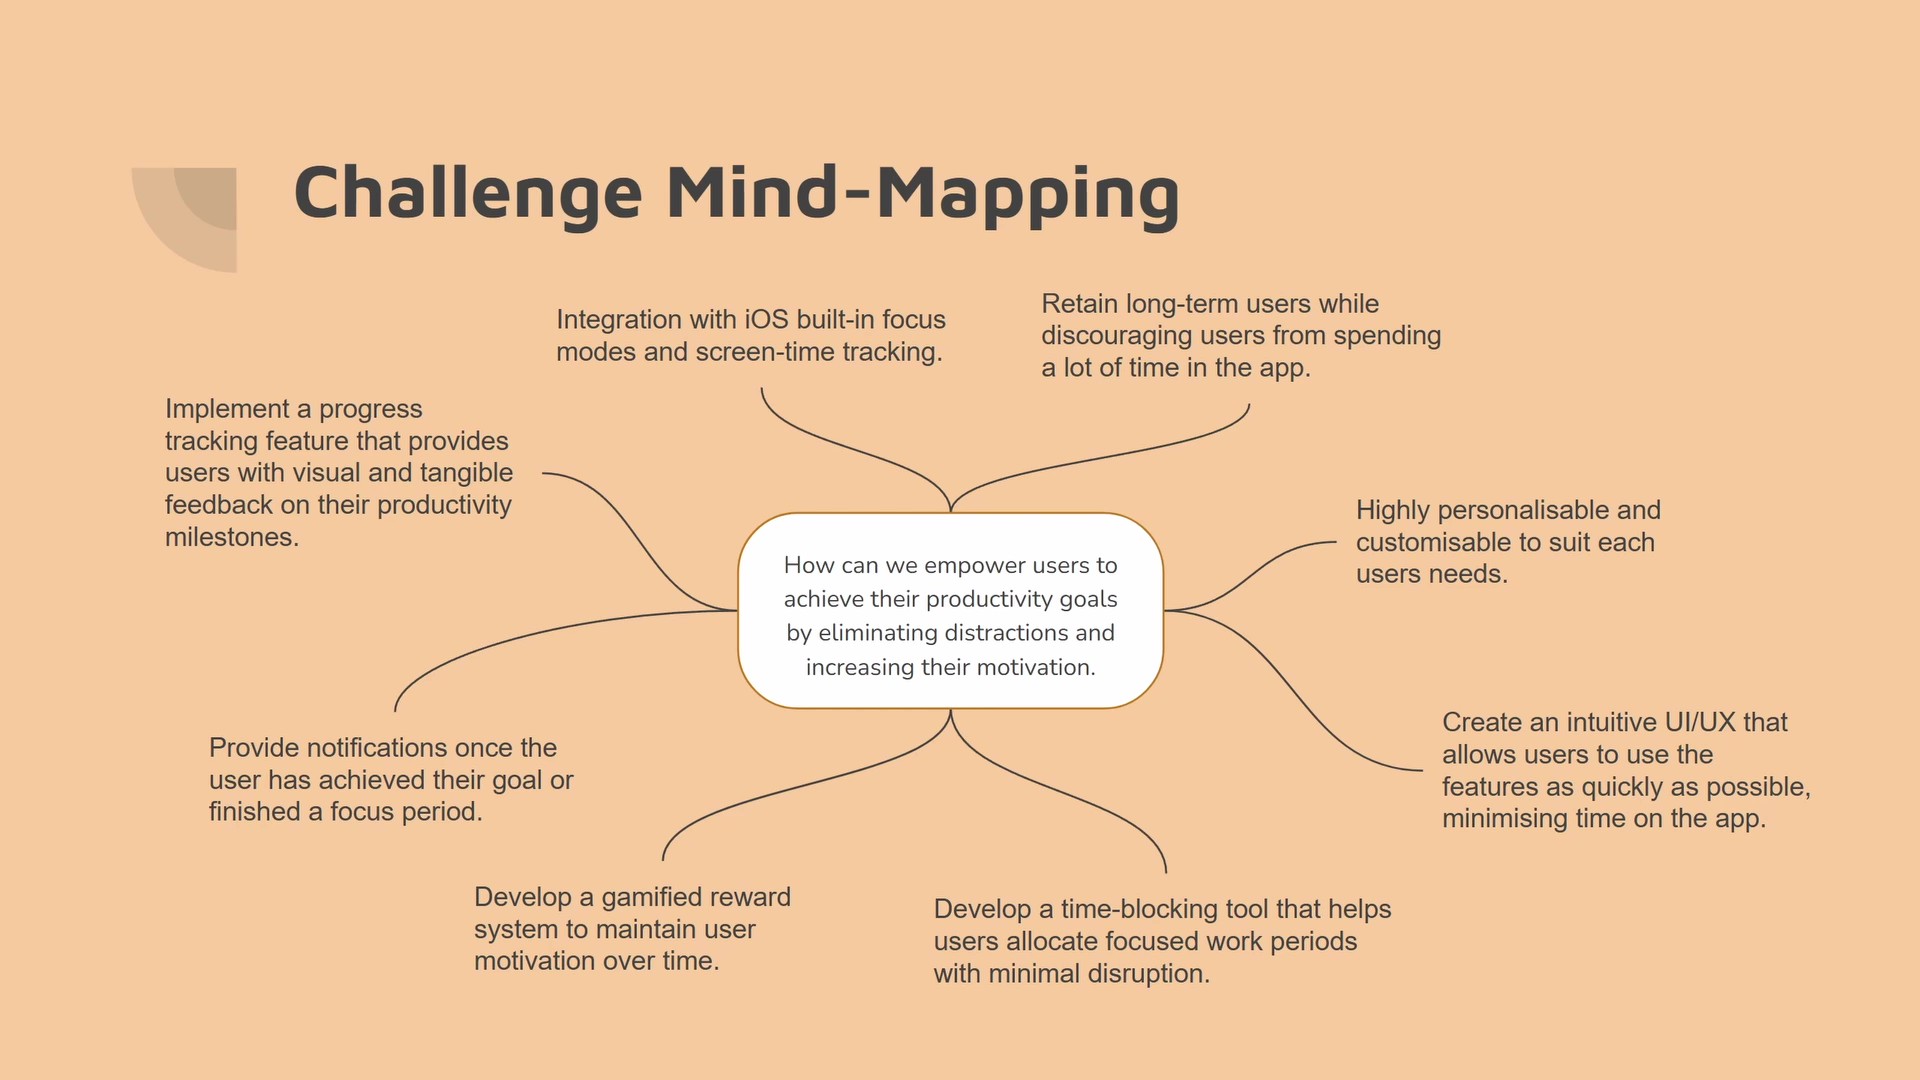 Challenge Mind-Mapping
Integration with iOS built-in focus
modes and screen-time tracking.
Retain long-term users while
discouraging users from spending
a lot of time in the app.
Implement a progress
tracking feature that provides
users with visual and tangible
feedback on their productivity
milestones.
Highly personalisable and
customisable to suit each
users needs.
How can we empower users to
achieve their productivity goals
by eliminating distractions and
increasing their motivation.
Provide notifications once the
user has achieved their goal or
finished a focus period.
Create an intuitive UI/UX that
allows users to use the
features as quickly as possible,
minimising time on the app.
Develop a gamified reward
system to maintain user
motivation over time.
Develop a time-blocking tool that helps
users allocate focused work periods
with minimal disruption.